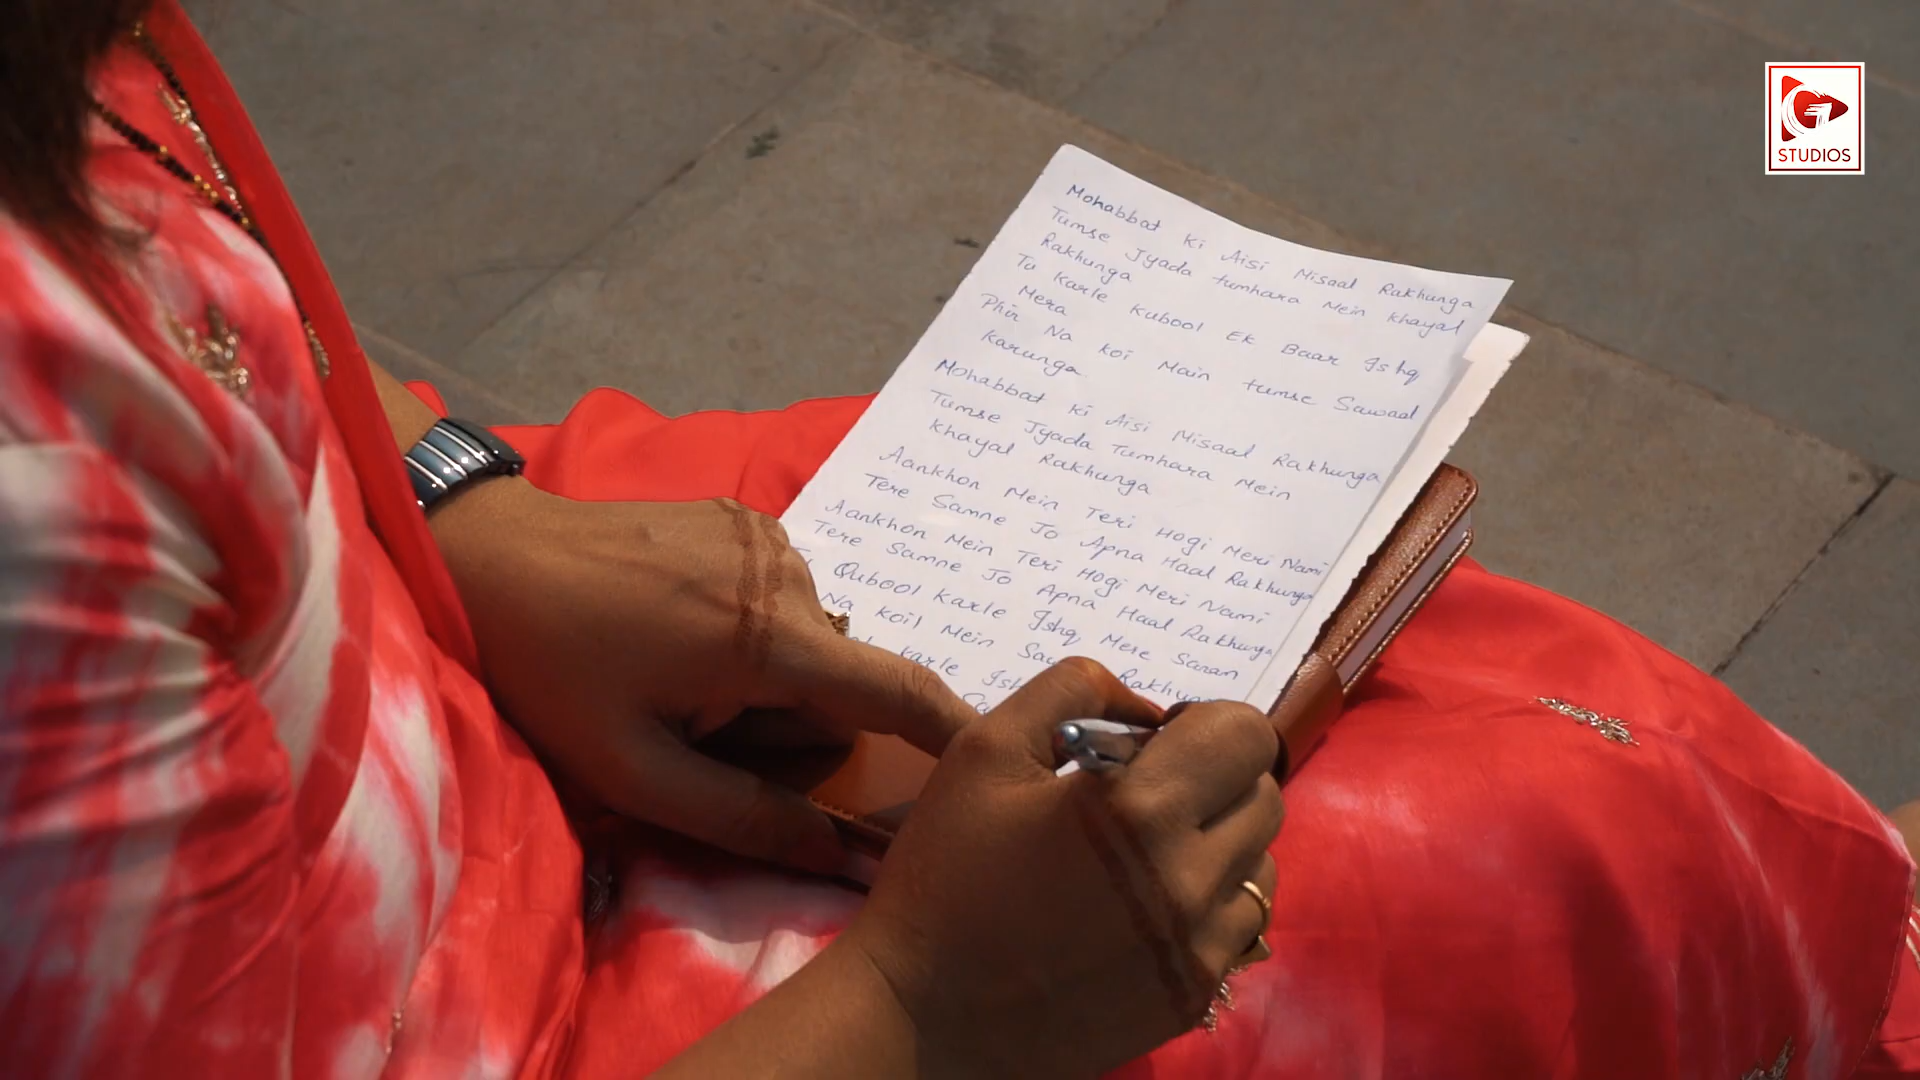 Mohabbat Ki Aisi Misaal Rakhunga
Tumse Jyada tumhara Mein khayal
Rakhunga
Tu Karle Kubool Ek Baar Ishq
Mera
Phir Na Koi Main tumse Sawaal
Karunga.
Mohabbat Ki Aisi Misaal Rakhunga
Tumse Jyada Tumhara Mein
Khayal Rakhunga
Aankhon Mein Teri Hogi Meri Nami
Tere Samne Jo Apna Haal Rakhunga
Aankhon Mein Teri Hogi Meri Nami
Tere Samne Jo Apna Haal Rakhunga
Qubool Karle Ishq Mere Sanam
Na Koil Mein Rakhunga
Karle
STUDIOS